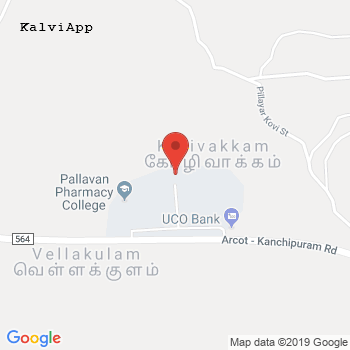 KalviApp
Pillayar Kovi St
கோழிவாக்கம்
Pallavan
Pharmacy
College
UCO Bank
564
Arcot - Kanchipuram Rd
Vellakulam
வெள்ளக்குளம்
Google
Map data ©2019 Google